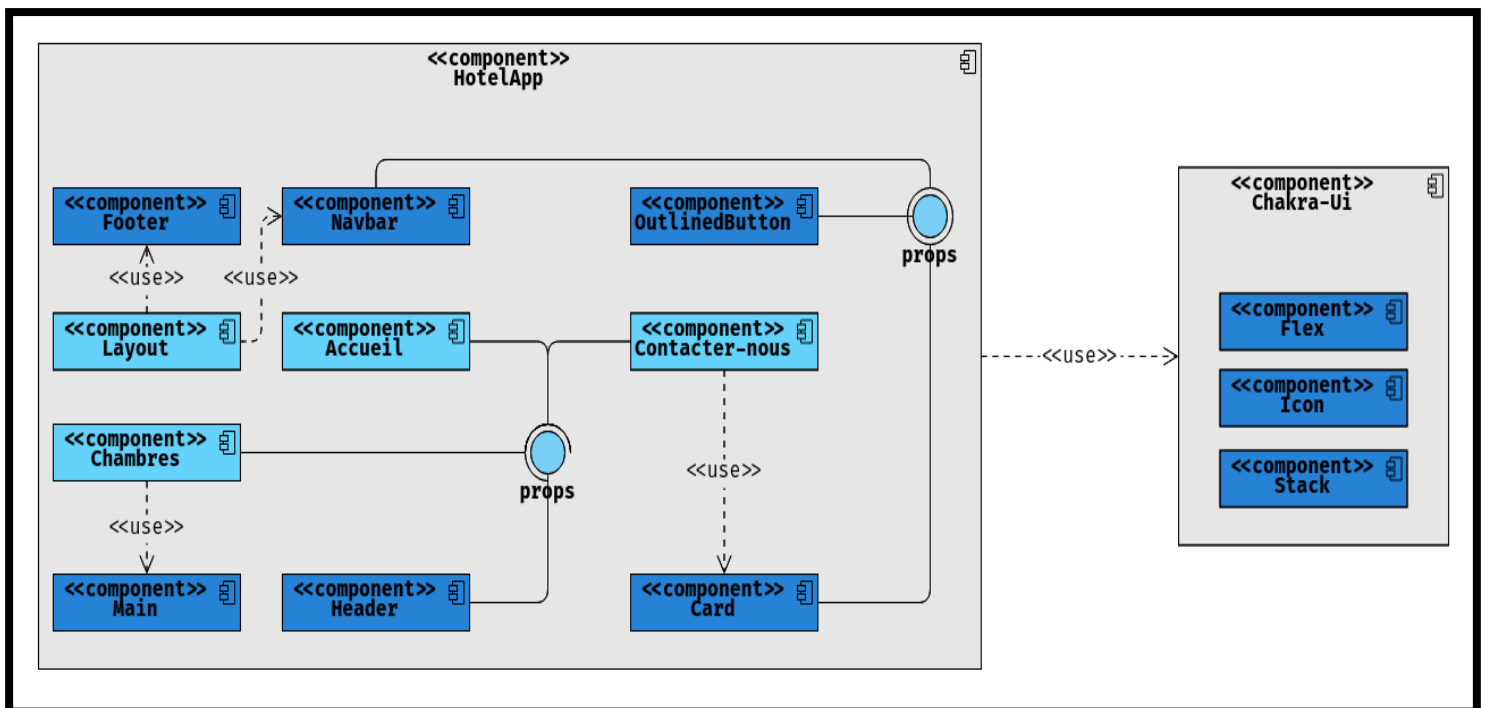 <<component>>
HotelApp
<<component>>
Footer
<<component>>
Navbar
<<component>>
OutlinedButton
props
<<use>>
<<use>>
<<component>>
Layout
<<component>>
Accueil
<<component>>
Contacter-nous
<<component>>
Chambres
props
<<use>>
<<use>>
<<component>>
Main
<<component>>
Header
<<component>>
Card
<<use>>
<<component>>
Chakra-Ui
<<component>>
Flex
<<component>>
Icon
<<component>>
Stack